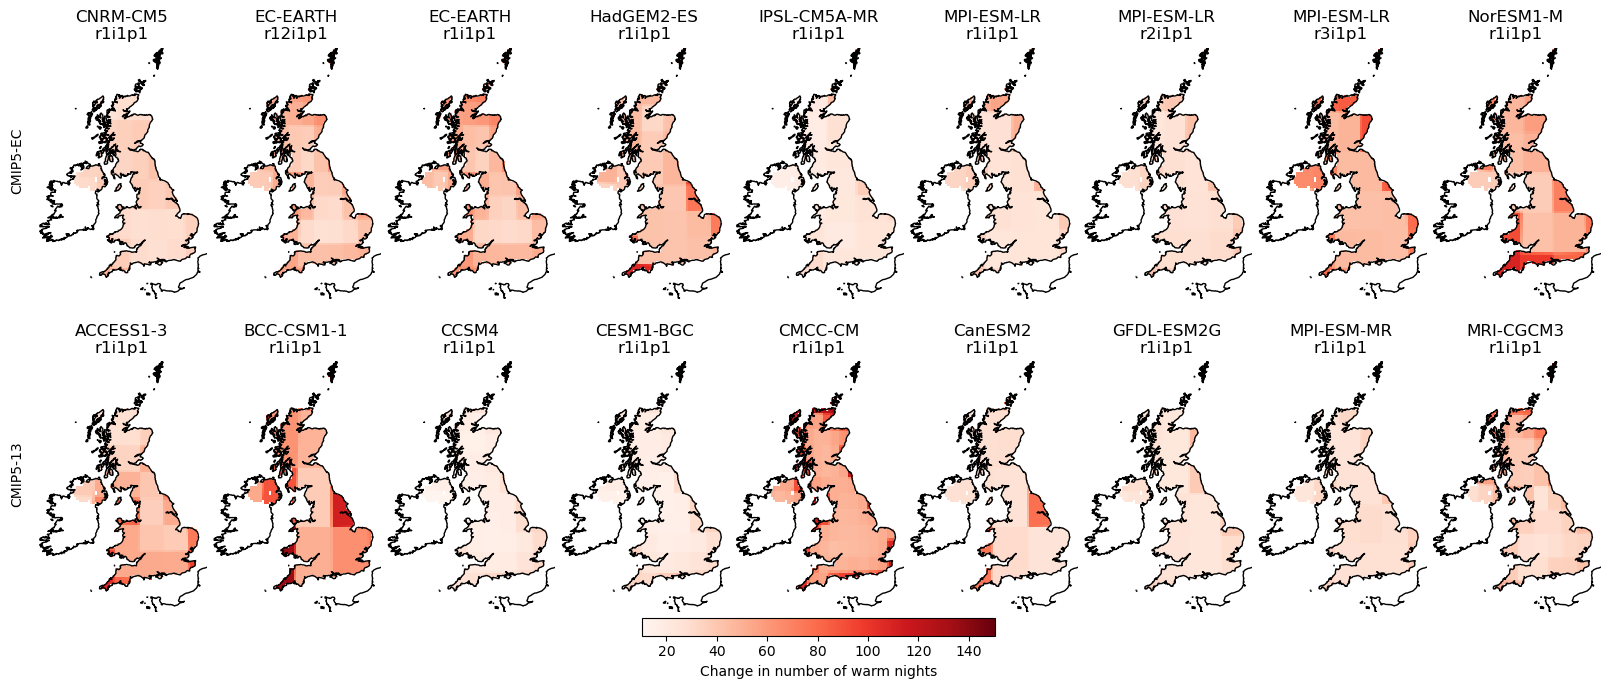 CNRM-CM5 EC-EARTH EC-EARTH HadGEM2-ES IPSL-CM5A-MR MPI-ESM-LR MPI-ESM-LR MPI-ESM-LR NorESM1-M
r1i1p1 r12i1p1 r1i1p1 r1i1p1 r1i1p1 r1i1p1 r2i1p1 r3i1p1 r1i1p1
CMIP5-EC
ACCESS1-3 BCC-CSM1-1 CCSM4 CESM1-BGC CMCC-CM CanESM2 GFDL-ESM2G MPI-ESM-MR MRI-CGCM3
r1i1p1 r1i1p1 r1i1p1 r1i1p1 r1i1p1 r1i1p1 r1i1p1 r1i1p1 r1i1p1
CMIP5-13
20 40 60 80 100 120 140
Change in number of warm nights